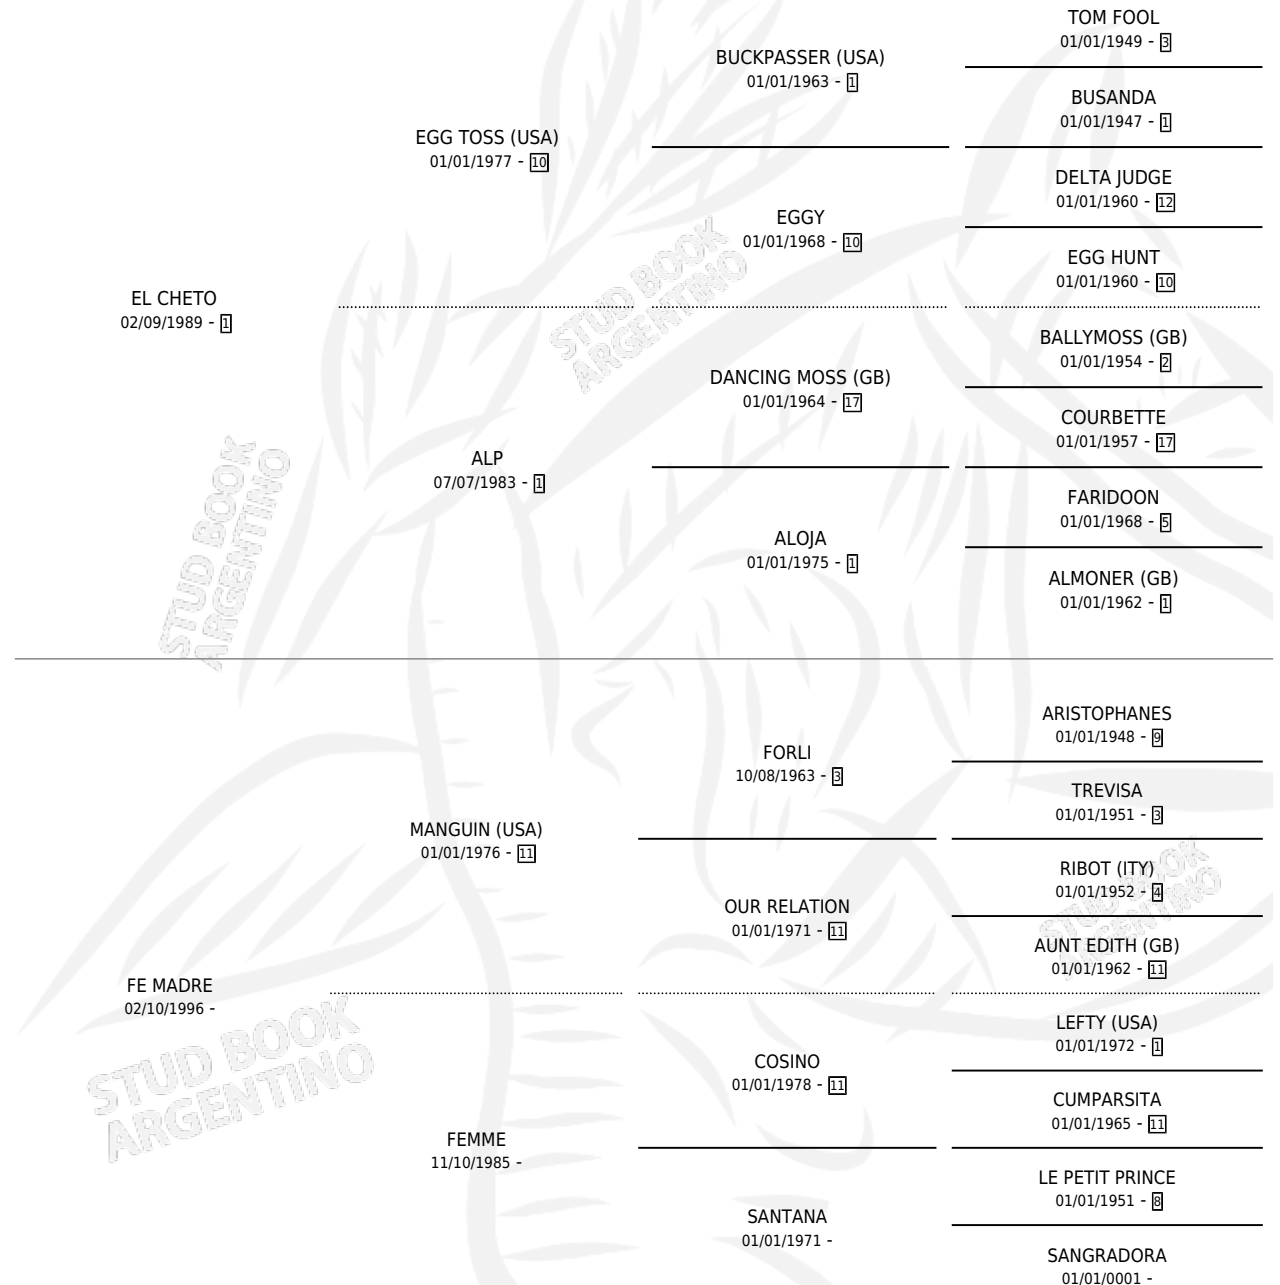 TOM FOOL
01/01/1949 - 3
BUCKPASSER (USA)
01/01/1963 - 1
BUSANDA
01/01/1947 - 1
EGG TOSS (USA)
01/01/1977 - 10
DELTA JUDGE
01/01/1960 - 12
EGGY
01/01/1968 - 10
EGG HUNT
01/01/1960 - 10
EL CHETO
02/09/1989 - 1
BALLYMOSS (GB)
01/01/1954 - 2
DANCING MOSS (GB)
01/01/1964 - 17
COURBETTE
01/01/1957 - 17
ALP
07/07/1983 - 1
FARIDOON
01/01/1968 - 5
ALOJA
01/01/1975 - 1
ALMONER (GB)
01/01/1962 - 1
ARISTOPHANES
01/01/1948 - 9
FORLI
10/08/1963 - 3
TREVISA
01/01/1951 - 3
MANGUIN (USA)
01/01/1976 - 11
RIBOT (ITY)
01/01/1952 - 4
OUR RELATION
01/01/1971 - 11
AUNT EDITH (GB)
01/01/1962 - 11
FE MADRE
02/10/1996 -
LEFTY (USA)
01/01/1972 - 1
COSINO
01/01/1978 - 11
CUMPARSITA
01/01/1965 - 11
FEMME
11/10/1985 -
LE PETIT PRINCE
01/01/1951 - 8
SANTANA
01/01/1971 -
SANGRADORA
01/01/0001 -
STUD BOOK
ARGENTINO
STUD BOOK
ARGENTINO
STUD BOOK
ARGENTINO
STUD BOOK
ARGENTINO